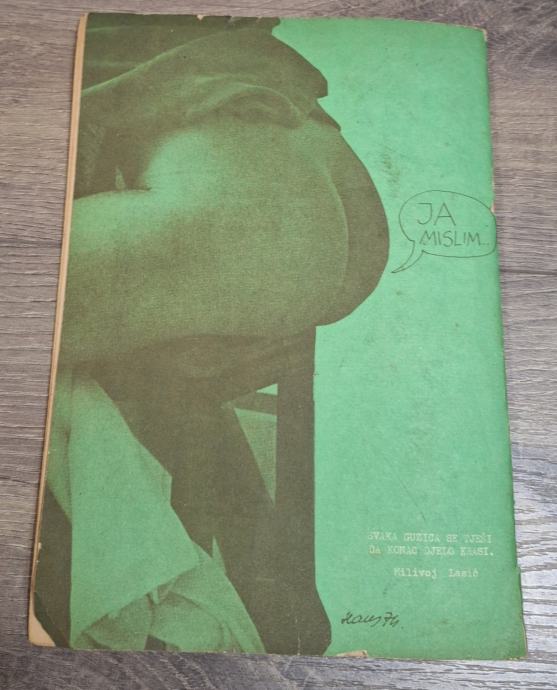 JA
MISLIM...
SVAKA GUZICA SE TJEŠI
DA KONAC DJELO KRASI.
Milivoj Lasić